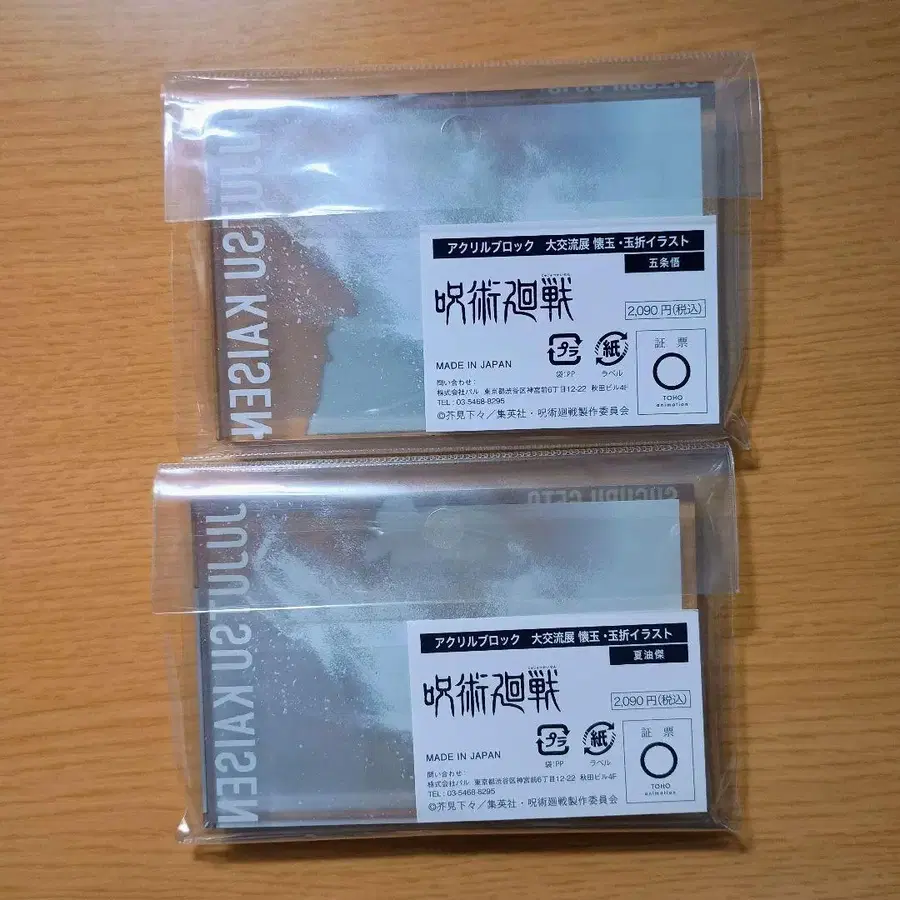 JUJUTSU KAISEN
アクリルブロック 大交流展 懐玉・玉折イラスト
五条悟
呪術廻戦
2,090円(税込)
プラ
紙
証票
袋:PP
ラベル
MADE IN JAPAN
TOHO
animation
問い合わせ:
株式会社パル 東京都渋谷区神宮前6丁目12-22 秋田ビル4F
TEL : 03-5468-8295
©芥見下々/集英社・呪術廻戦製作委員会
SUGURU GETO
JUJUTSU KAISEN
アクリルブロック 大交流展 懐玉・玉折イラスト
夏油傑
呪術廻戦
2,090円(税込)
プラ
紙
証票
袋:PP
ラベル
MADE IN JAPAN
TOHO
animation
問い合わせ:
株式会社パル 東京都渋谷区神宮前6丁目12-22 秋田ビル4F
TEL : 03-5468-8295
©芥見下々/集英社・呪術廻戦製作委員会